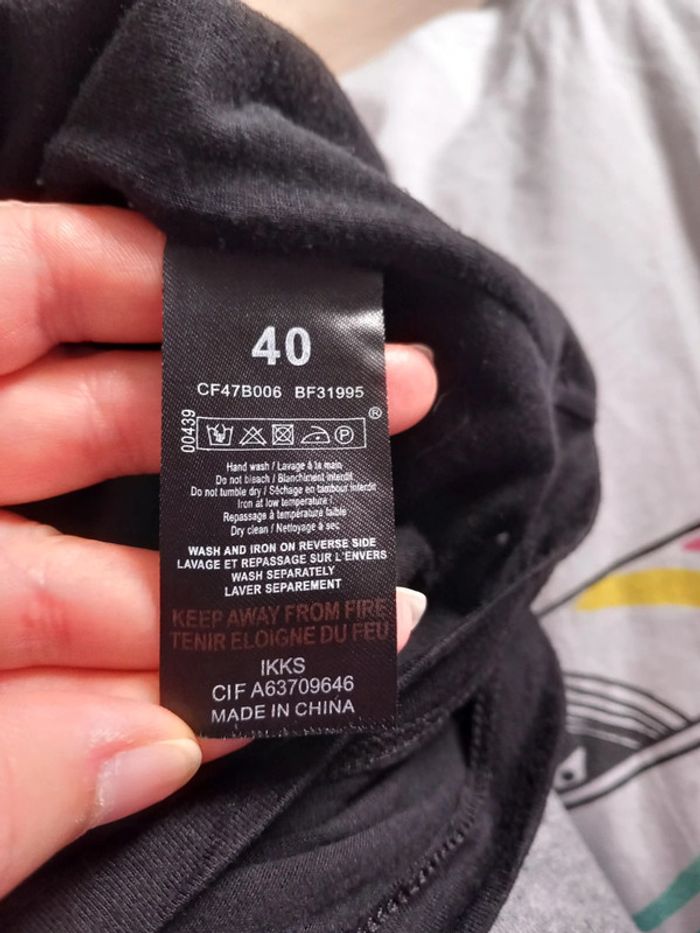 40
CF47B006 BF31995
00439
®
P
Hand wash / Lavage à la main
Do not bleach / Blanchiment interdit
Do not tumble dry / Séchage en tambour interdit
Iron at low temperature /
Repassage à température faible
Dry clean / Nettoyage à sec
WASH AND IRON ON REVERSE SIDE
LAVAGE ET REPASSAGE SUR L'ENVERS
WASH SEPARATELY
LAVER SEPAREMENT
KEEP AWAY FROM FIRE
TENIR ELOIGNE DU FEU
IKKS
CIF A63709646
MADE IN CHINA